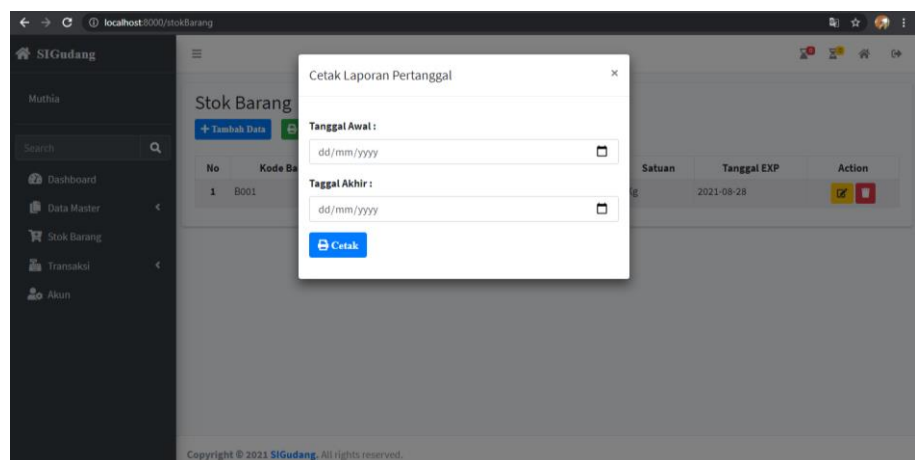 localhost:8000/stokBarang
SIGudang
Cetak Laporan Pertanggal
×
Muthia
Stok Barang
+ Tambah Data
Tanggal Awal :
dd/mm/yyyy
Search
No Kode Ba Satuan Tanggal EXP Action
Taggal Akhir :
1 B001 2021-08-28
dd/mm/yyyy
Dashboard
Data Master
Stok Barang
Cetak
Transaksi
Akun
Copyright © 2021 SIGudang. All rights reserved.